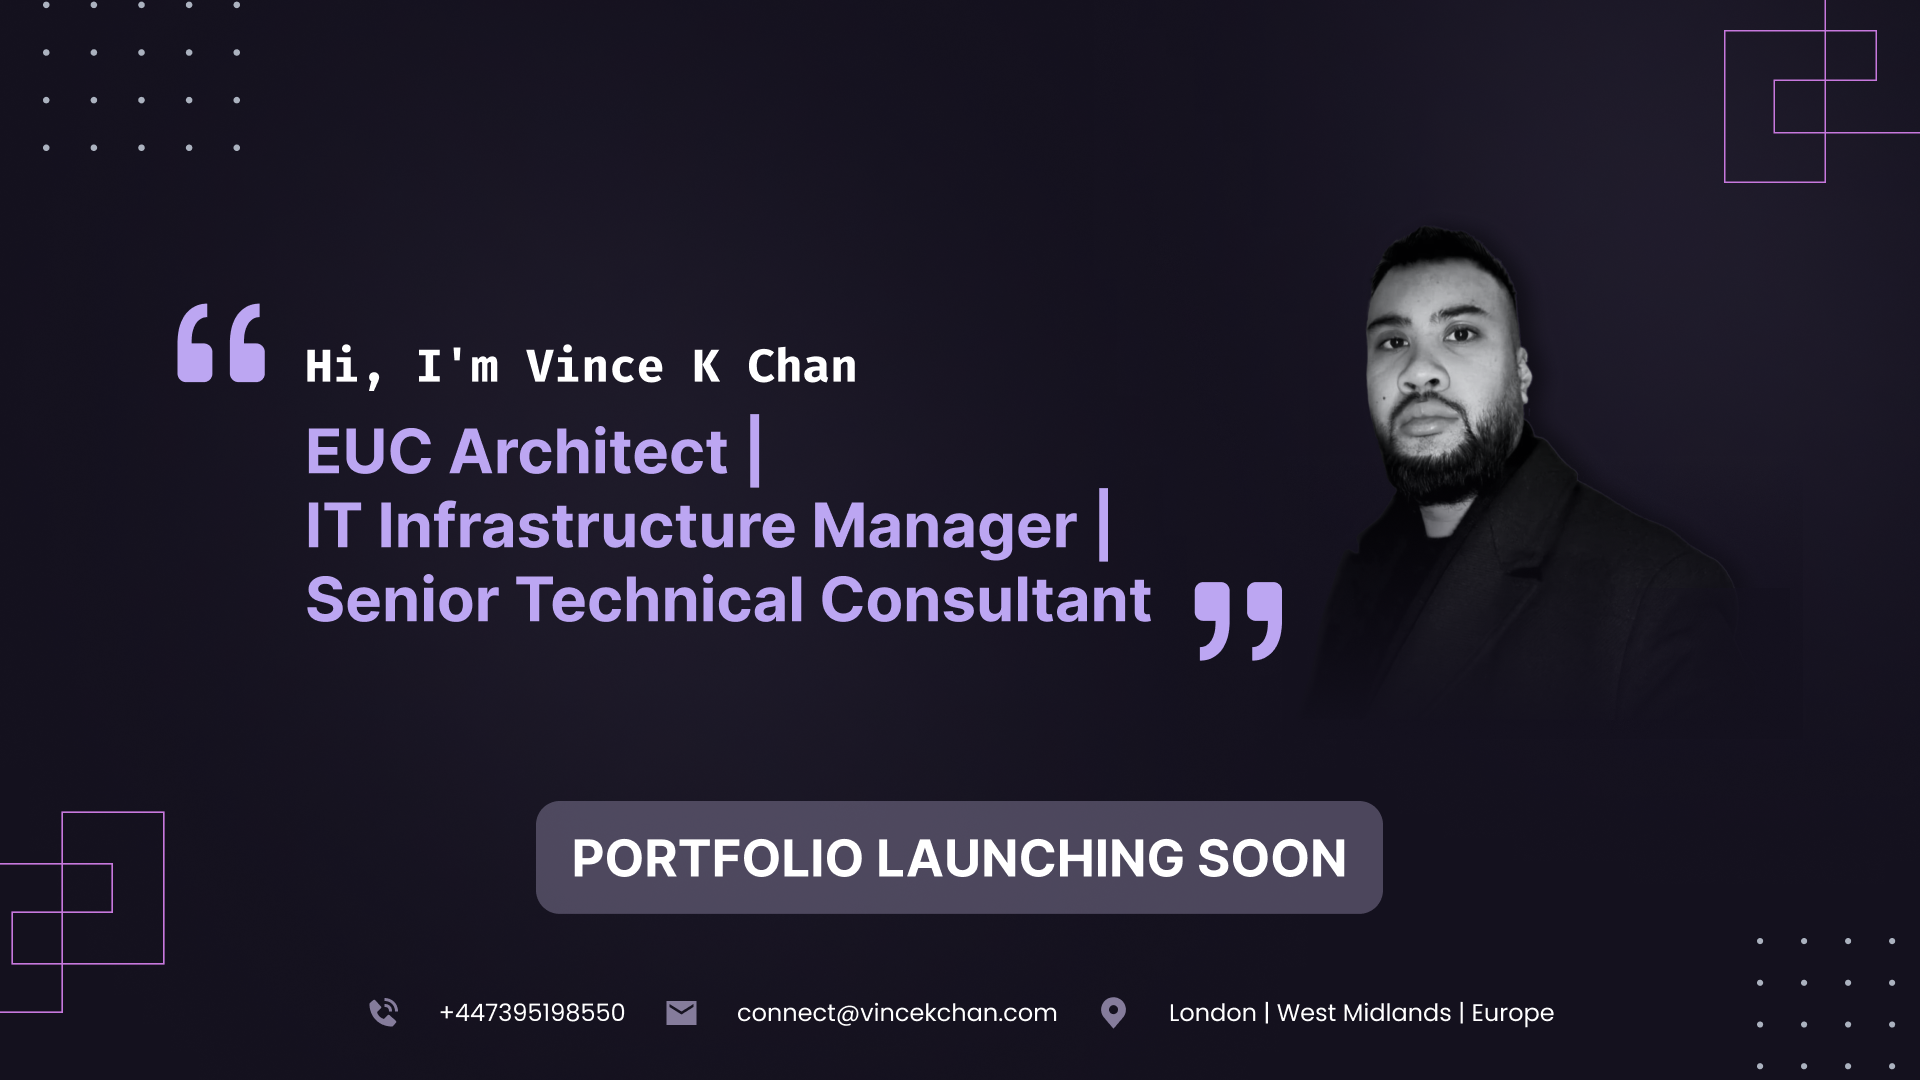 “
Hi, I'm Vince K Chan
EUC Architect |
IT Infrastructure Manager |
Senior Technical Consultant ”
PORTFOLIO LAUNCHING SOON
+447395198550
connect@vincekchan.com
London | West Midlands | Europe